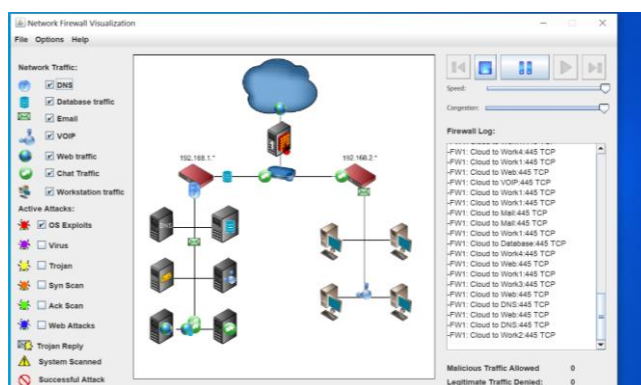 Network Firewall Visualization
File Options Help
Network Traffic:
DNS
Database traffic
Email
VOIP
Web traffic
Chat Traffic
Workstation traffic
Active Attacks:
OS Exploits
Virus
Trojan
Syn Scan
Ack Scan
Web Attacks
Trojan Reply
System Scanned
Successful Attack
192.168.1.*
192.168.2.*
DNS
Speed:
Congestion:
Firewall Log:
-FW1: Cloud to Work4:445 TCP
-FW1: Cloud to Work1:445 TCP
-FW1: Cloud to Web:445 TCP
-FW1: Cloud to VOIP:445 TCP
-FW1: Cloud to Work1:445 TCP
-FW1: Cloud to Work1:445 TCP
-FW1: Cloud to Mail:445 TCP
-FW1: Cloud to Mail:445 TCP
-FW1: Cloud to Work1:445 TCP
-FW1: Cloud to Database:445 TCP
-FW1: Cloud to Work4:445 TCP
-FW1: Cloud to Web:445 TCP
-FW1: Cloud to Work1:445 TCP
-FW1: Cloud to Work3:445 TCP
-FW1: Cloud to Web:445 TCP
-FW1: Cloud to DNS:445 TCP
-FW1: Cloud to Web:445 TCP
-FW1: Cloud to DNS:445 TCP
-FW1: Cloud to Work2:445 TCP
Malicious Traffic Allowed 0
Legitimate Traffic Denied: 0